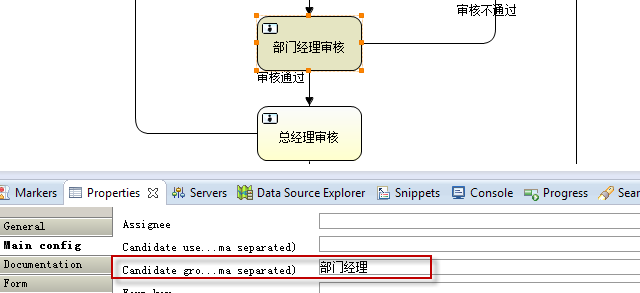 审核不通过
部门经理审核
审核通过
总经理审核
Markers Properties Servers Data Source Explorer Snippets Console Progress Sear
General
Main config
Documentation
Form
Assignee
Candidate use...ma separated)
Candidate gro...ma separated) 部门经理